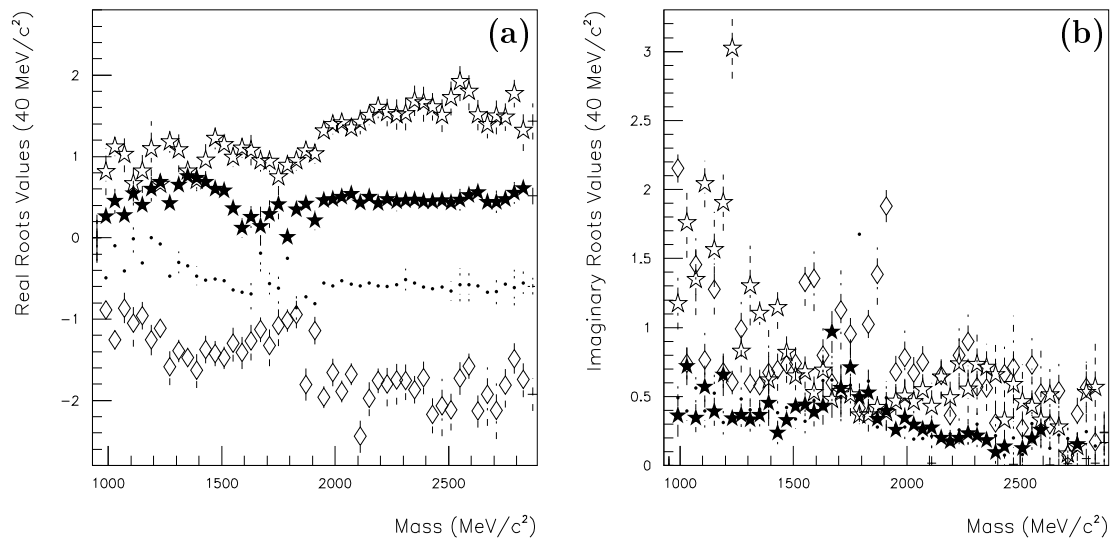 (a)
Real Roots Values (40 MeV/c²)
2
1
0
−1
−2
1000 1500 2000 2500
Mass (MeV/c²)
(b)
Imaginary Roots Values (40 MeV/c²)
3
2.5
2
1.5
1
0.5
0
1000 1500 2000 2500
Mass (MeV/c²)